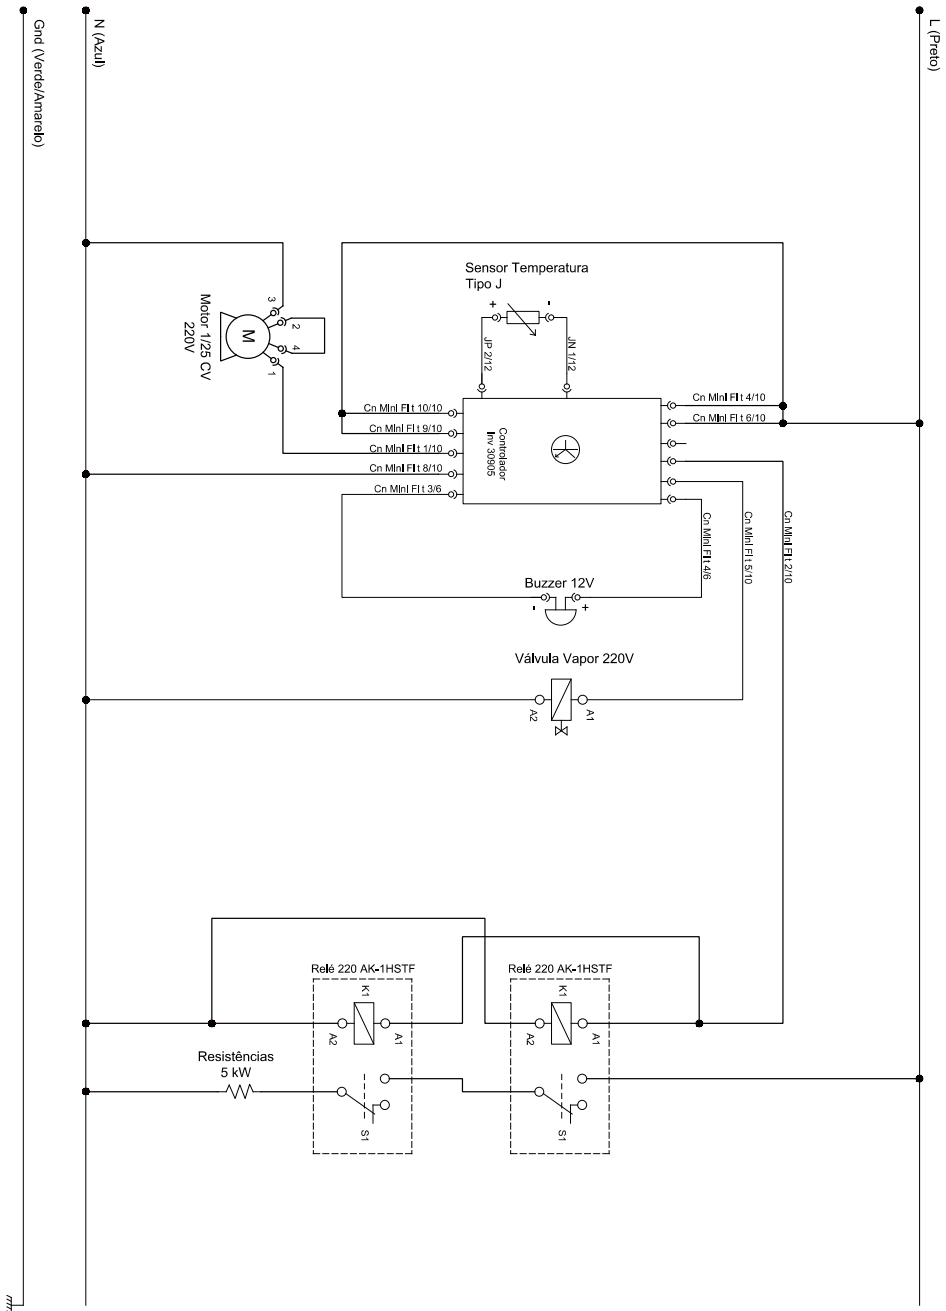 L (Preto)
N (Azul)
Gnd (Verde/Amarelo)
Sensor Temperatura
Tipo J
+
-
JP 2/12
JN 1/12
3
2
4
1
M
Motor 1/25 CV
220V
Cn Mini Fit 10/10
Cn Mini Fit 9/10
Cn Mini Fit 1/10
Cn Mini Fit 8/10
Cn Mini Fit 3/6
Controlador
Inv 30905
Cn Mini Fit 4/10
Cn Mini Fit 6/10
Cn Mini Fit 4/6
Cn Mini Fit 5/10
Cn Mini Fit 2/10
Buzzer 12V
-
+
Válvula Vapor 220V
A2
A1
Relé 220 AK-1HSTF
K1
A2
A1
S1
Relé 220 AK-1HSTF
K1
A2
A1
S1
Resistências
5 kW